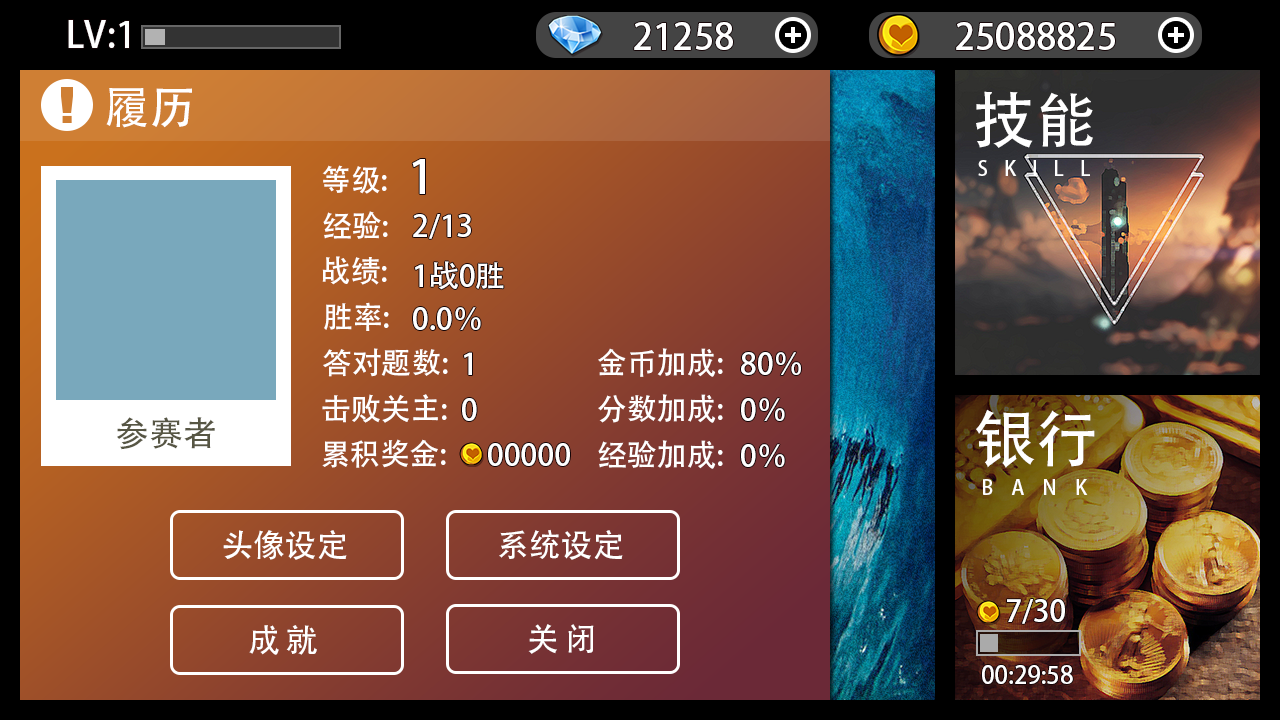 LV:1
21258
25088825
履历
等级: 1
经验: 2/13
战绩: 1战0胜
胜率: 0.0%
答对题数: 1
金币加成: 80%
击败关主: 0
分数加成: 0%
累积奖金: 00000
经验加成: 0%
参赛者
头像设定
系统设定
成就
关闭
技能
SKILL
银行
BANK
7/30
00:29:58